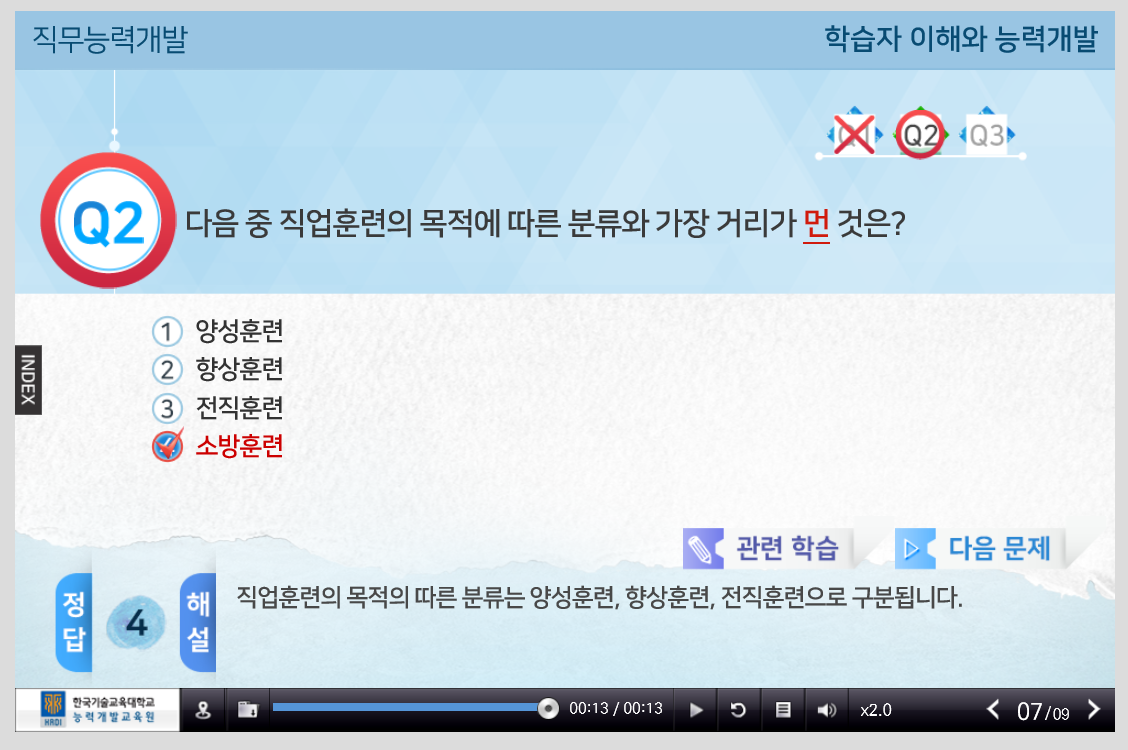 직무능력개발
학습자 이해와 능력개발
Q1 Q2 Q3
Q2 다음 중 직업훈련의 목적에 따른 분류와 가장 거리가 먼 것은?
1 양성훈련
2 향상훈련
3 전직훈련
소방훈련
INDEX
관련 학습
다음 문제
정답
4
해설
직업훈련의 목적의 따른 분류는 양성훈련, 향상훈련, 전직훈련으로 구분됩니다.
HRDI
한국기술교육대학교
능력개발교육원
00:13 / 00:13
x2.0
07/09